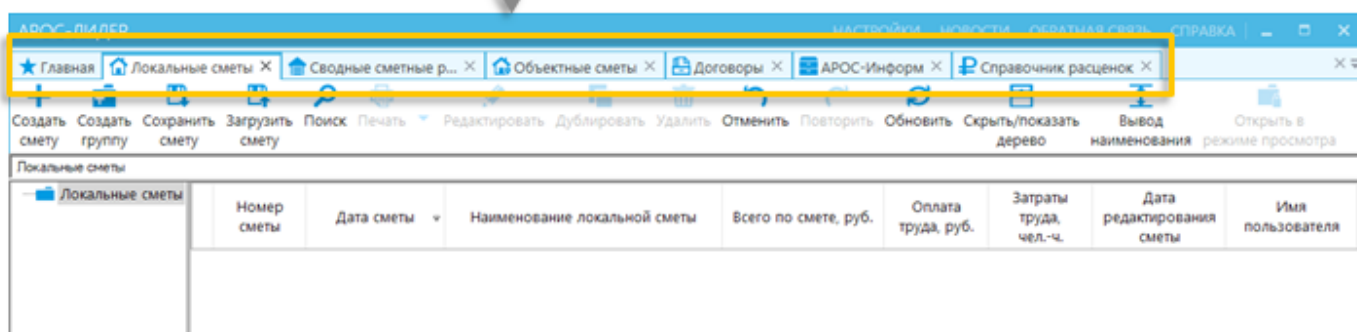 АРОС-ЛИДЕР НАСТРОЙКИ НОВОСТИ ОБРАТНАЯ СВЯЗЬ СПРАВКА
Главная Локальные сметы Сводные сметные р... Объектные сметы Договоры АРОС-Информ Справочник расценок
Создать смету Создать группу Сохранить смету Загрузить смету Поиск Печать Редактировать Дублировать Удалить Отменить Повторить Обновить Скрыть/показать дерево Вывод наименования Открыть в режиме просмотра
Локальные сметы
Локальные сметы
Номер сметы Дата сметы Наименование локальной сметы Всего по смете, руб. Оплата труда, руб. Затраты труда, чел.-ч. Дата редактирования сметы Имя пользователя